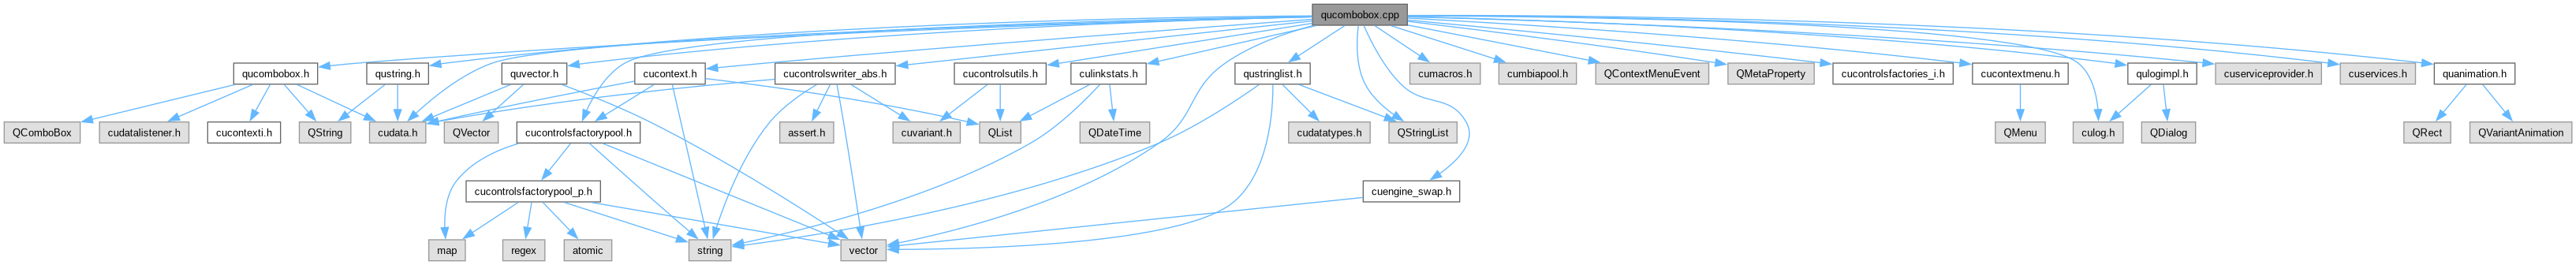 qucombobox.cpp
qucombobox.h
qustring.h
quvector.h
cucontext.h
cucontrolswriter_abs.h
cucontrolsutils.h
culinkstats.h
qustringlist.h
cumacros.h
cumbiapool.h
QContextMenuEvent
QMetaProperty
cucontrolsfactories_i.h
cucontextmenu.h
qulogimpl.h
cuserviceprovider.h
cuservices.h
quanimation.h
QComboBox
cudatalistener.h
cucontexti.h
QString
cudata.h
QVector
cucontrolsfactorypool.h
assert.h
cuvariant.h
QList
QDateTime
cudatatypes.h
QStringList
QMenu
culog.h
QDialog
QRect
QVariantAnimation
cucontrolsfactorypool_p.h
cuengine_swap.h
map
regex
atomic
string
vector